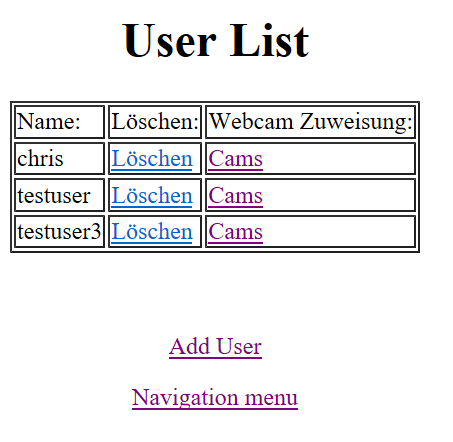 User List
Name: Löschen: Webcam Zuweisung:
chris Löschen Cams
testuser Löschen Cams
testuser3 Löschen Cams
Add User
Navigation menu